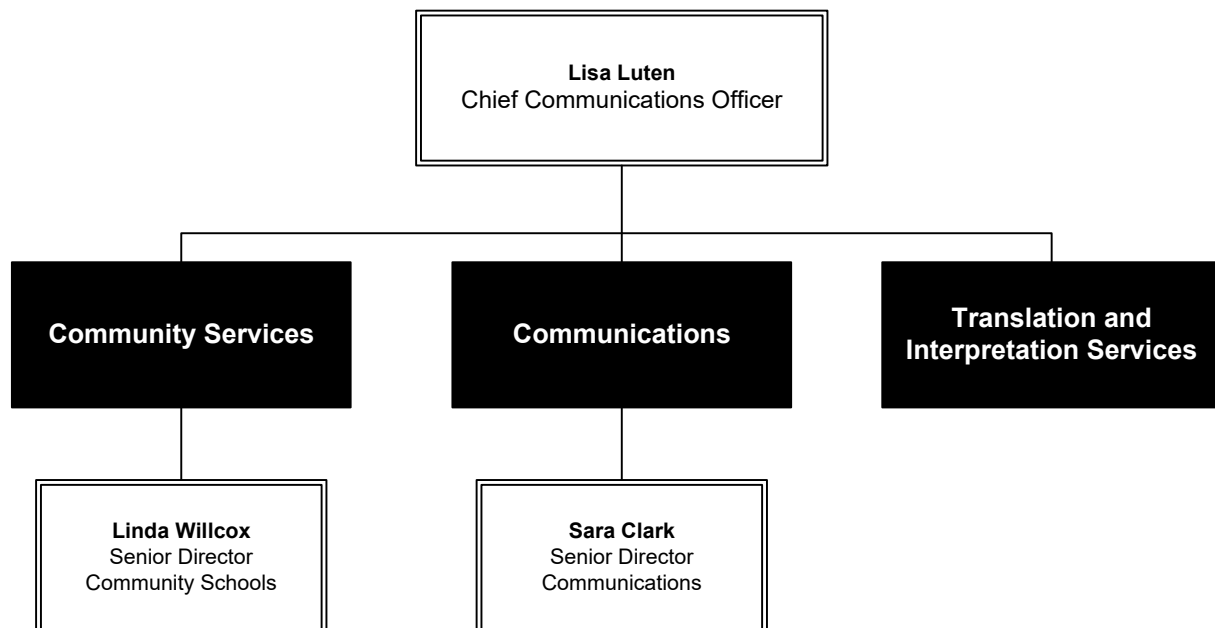 Lisa Luten
Chief Communications Officer
Community Services
Communications
Translation and
Interpretation Services
Linda Willcox
Senior Director
Community Schools
Sara Clark
Senior Director
Communications